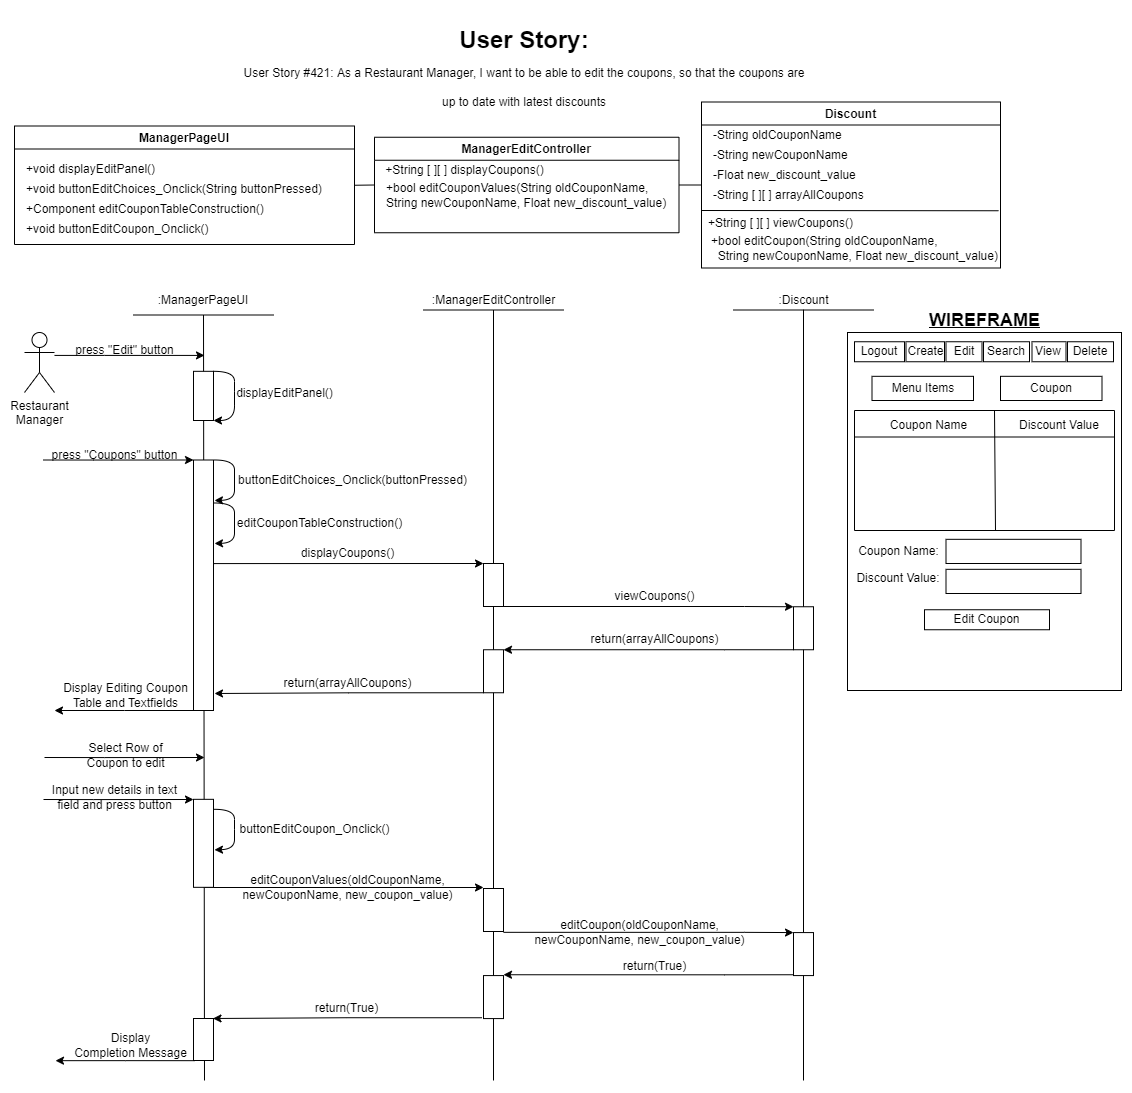 User Story:
User Story #421: As a Restaurant Manager, I want to be able to edit the coupons, so that the coupons are
up to date with latest discounts
ManagerPageUI
+void displayEditPanel()
+void buttonEditChoices_Onclick(String buttonPressed)
+Component editCouponTableConstruction()
+void buttonEditCoupon_Onclick()
ManagerEditController
+String [ ][ ] displayCoupons()
+bool editCouponValues(String oldCouponName,
String newCouponName, Float new_discount_value)
Discount
-String oldCouponName
-String newCouponName
-Float new_discount_value
-String [ ][ ] arrayAllCoupons
+String [ ][ ] viewCoupons()
+bool editCoupon(String oldCouponName,
String newCouponName, Float new_discount_value)
:ManagerPageUI
:ManagerEditController
:Discount
Restaurant
Manager
press "Edit" button
displayEditPanel()
press "Coupons" button
buttonEditChoices_Onclick(buttonPressed)
editCouponTableConstruction()
displayCoupons()
viewCoupons()
return(arrayAllCoupons)
return(arrayAllCoupons)
Display Editing Coupon
Table and Textfields
Select Row of
Coupon to edit
Input new details in text
field and press button
buttonEditCoupon_Onclick()
editCouponValues(oldCouponName,
newCouponName, new_coupon_value)
editCoupon(oldCouponName,
newCouponName, new_coupon_value)
return(True)
return(True)
Display
Completion Message
WIREFRAME
Logout Create Edit Search View Delete
Menu Items Coupon
Coupon Name Discount Value
Coupon Name:
Discount Value:
Edit Coupon